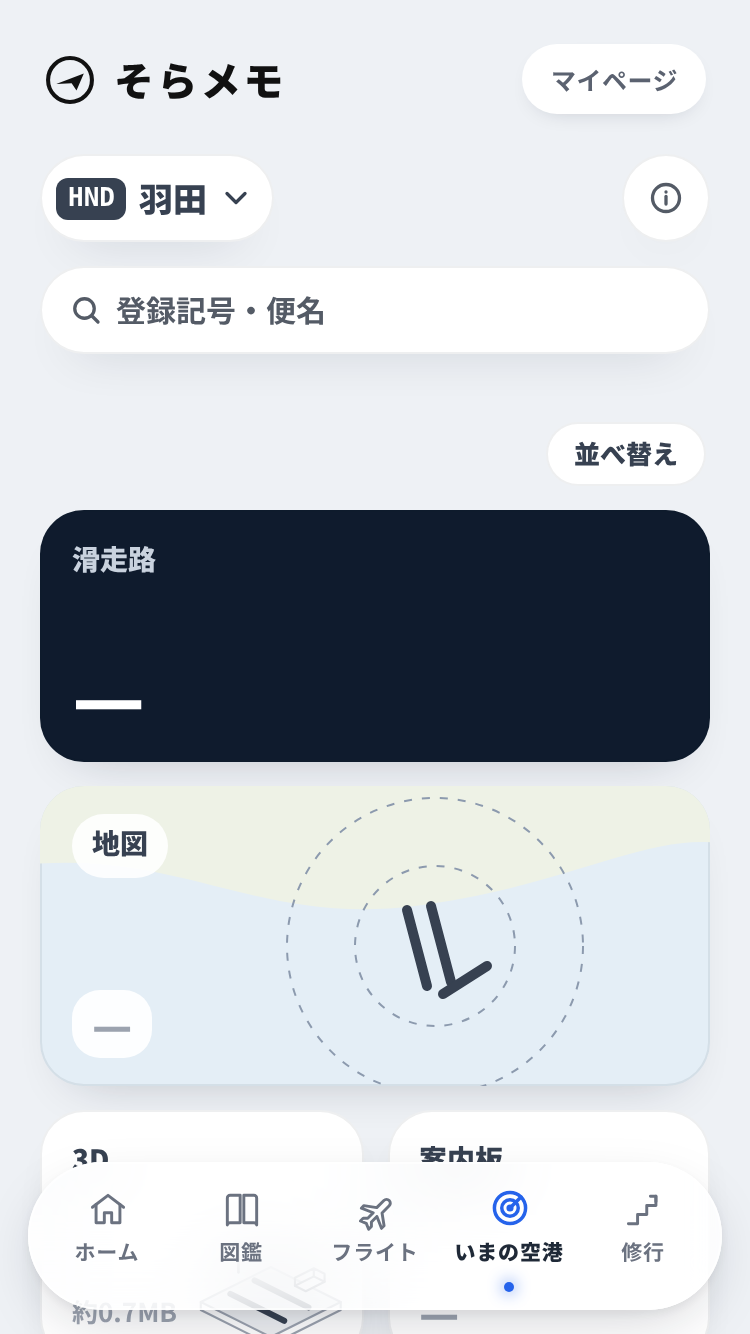 そらメモ
マイページ
HND 羽田
登録記号・便名
並べ替え
滑走路
—
地図
—
3D
案内板
ホーム
図鑑
フライト
いまの空港
修行
約0.7MB
—